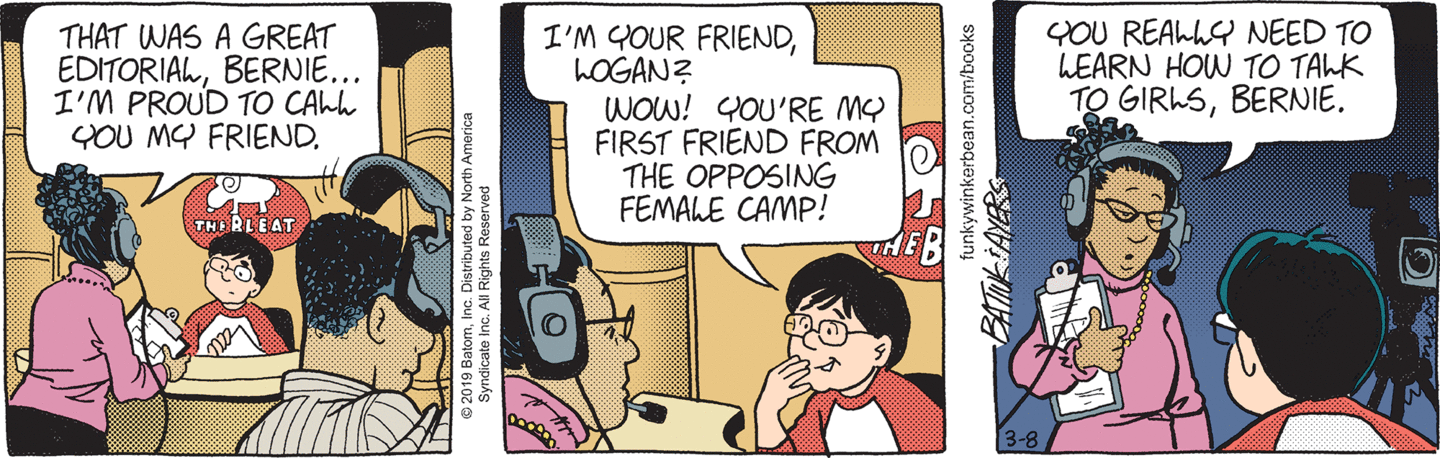 THAT WAS A GREAT
EDITORIAL, BERNIE...
I'M PROUD TO CALL
YOU MY FRIEND.
THE BLEAT
© 2019 Batom, Inc. Distributed by North America
Syndicate Inc. All Rights Reserved
I'M YOUR FRIEND,
LOGAN?
WOW! YOU'RE MY
FIRST FRIEND FROM
THE OPPOSING
FEMALE CAMP!
THE B
funkywinkerbean.com/books
BATIUK & AYERS
YOU REALLY NEED TO
LEARN HOW TO TALK
TO GIRLS, BERNIE.
3-8